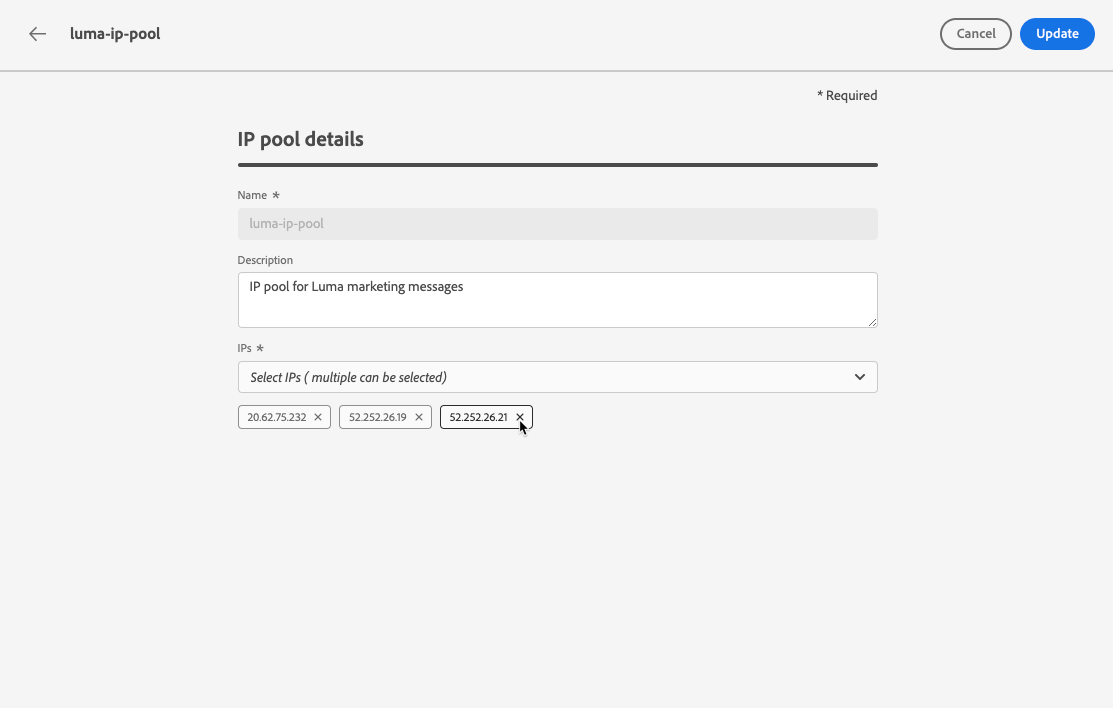 luma-ip-pool
Cancel
Update
* Required
IP pool details
Name *
luma-ip-pool
Description
IP pool for Luma marketing messages
IPs *
Select IPs ( multiple can be selected)
20.62.75.232 ×
52.252.26.19 ×
52.252.26.21 ×